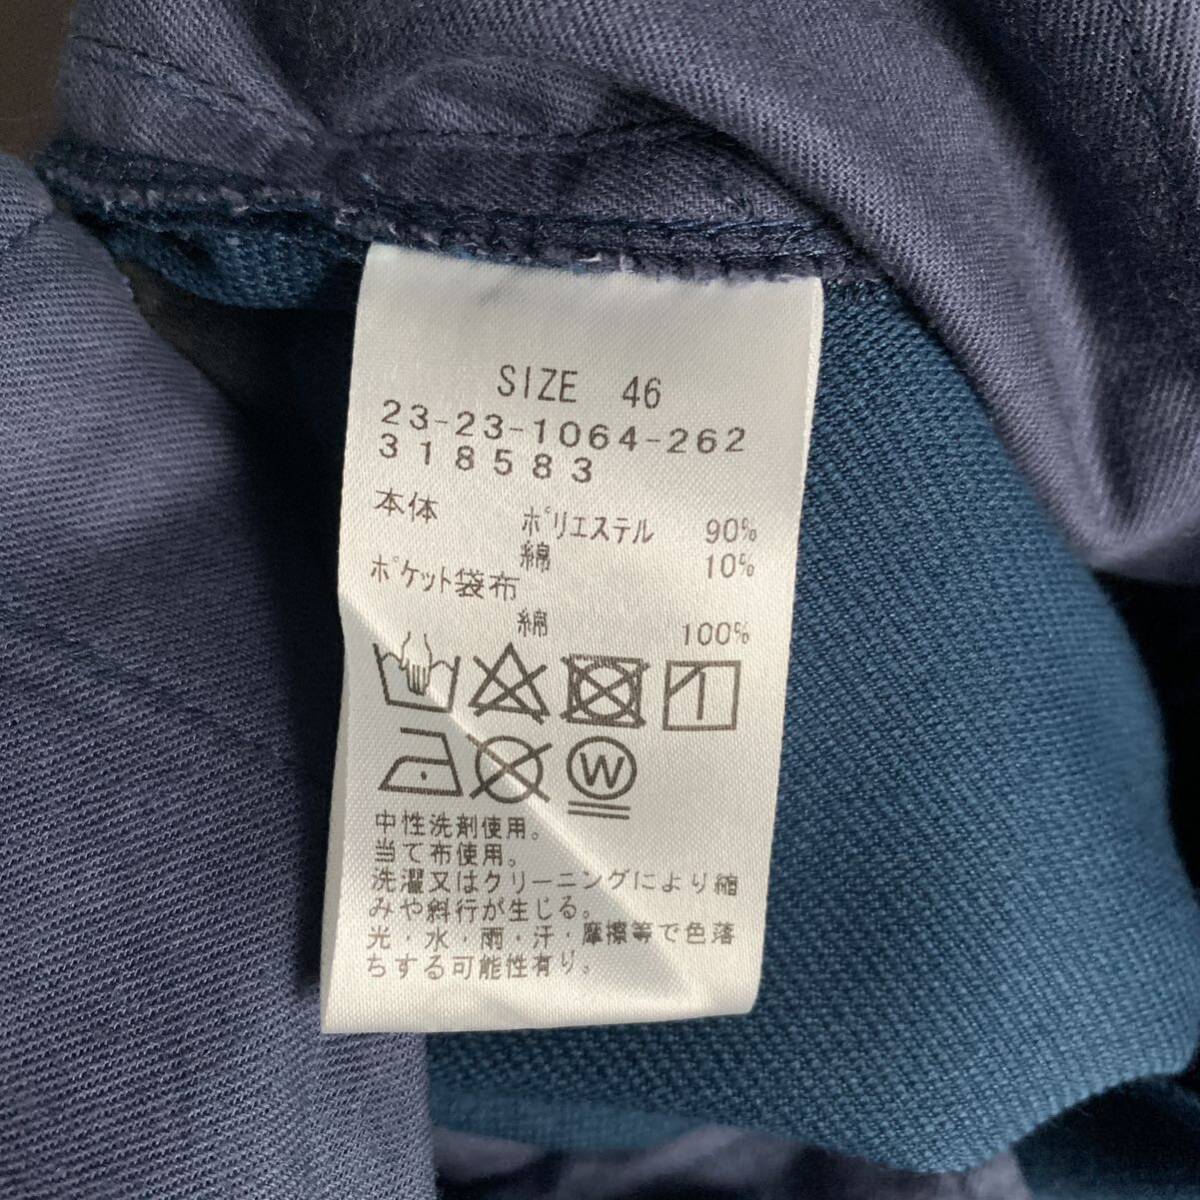 SIZE 46
23-23-1064-262
318583
本体 ポリエステル 90%
綿 10%
ポケット袋布
綿 100%
W
中性洗剤使用。
当て布使用。
洗濯又はクリーニングにより縮
みや斜行が生じる。
光・水・雨・汗・摩擦等で色落
ちする可能性有り。